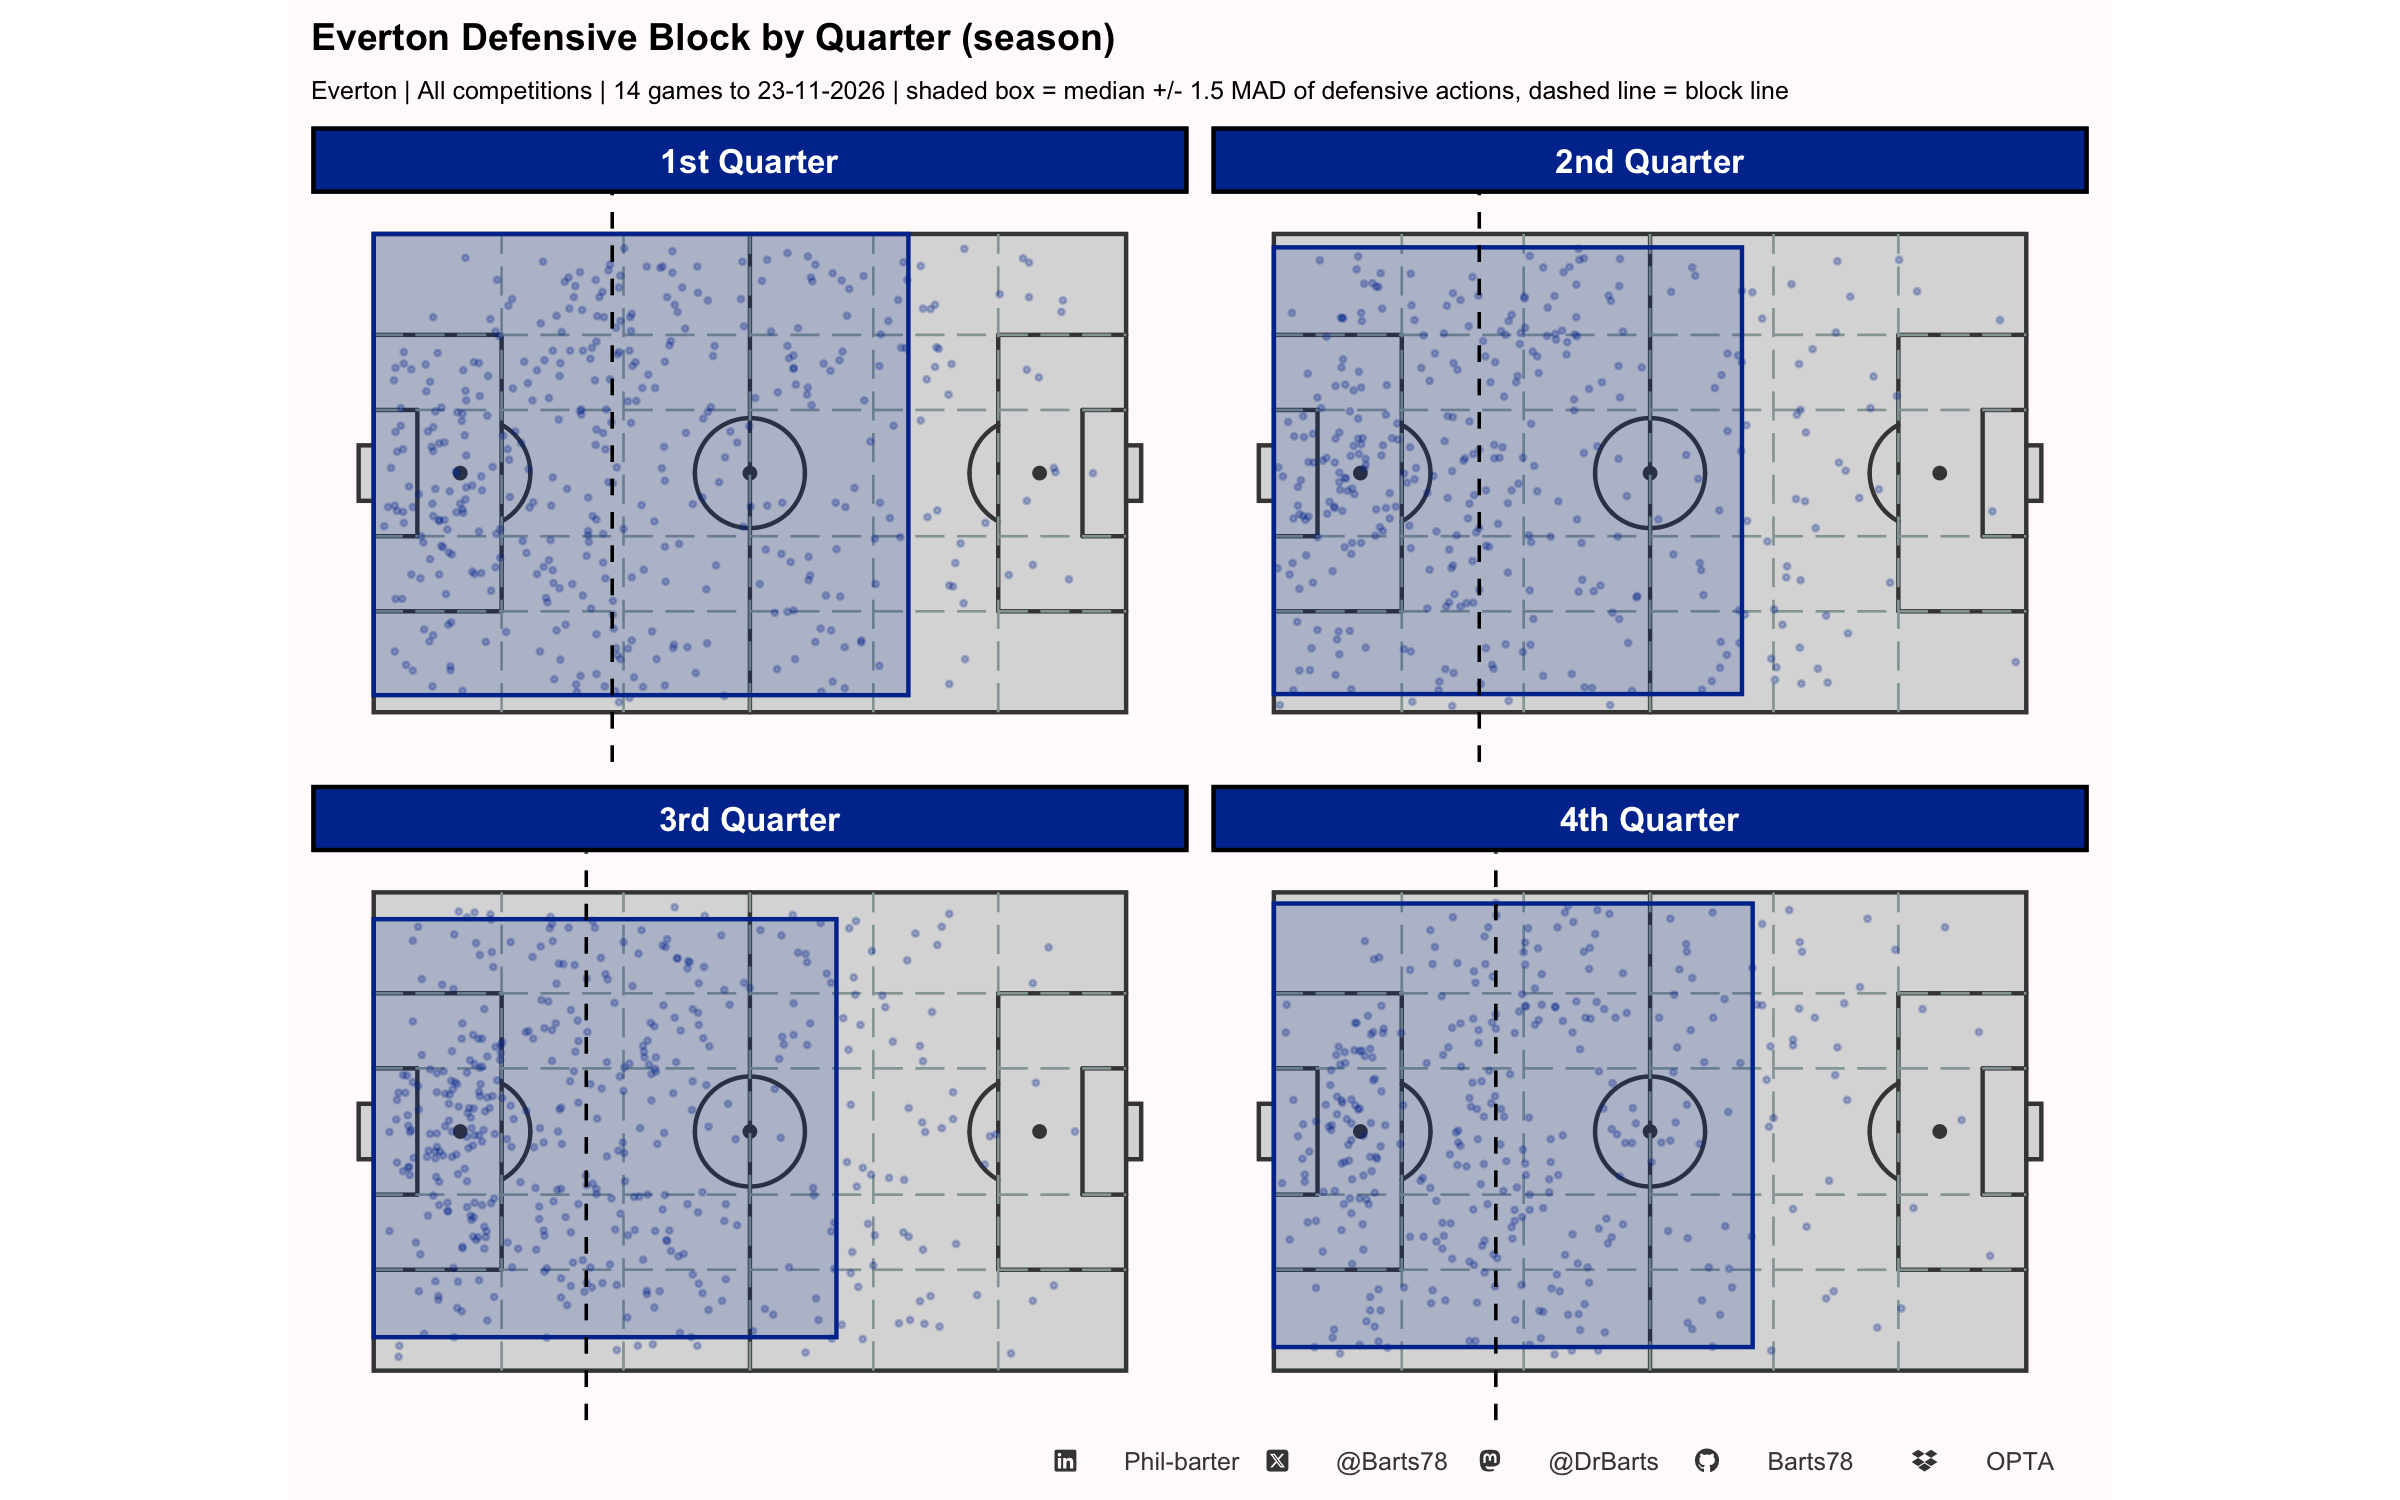 Everton Defensive Block by Quarter (season)
Everton | All competitions | 14 games to 23-11-2026 | shaded box = median +/- 1.5 MAD of defensive actions, dashed line = block line
1st Quarter
2nd Quarter
3rd Quarter
4th Quarter
Phil-barter @Barts78 @DrBarts Barts78 OPTA